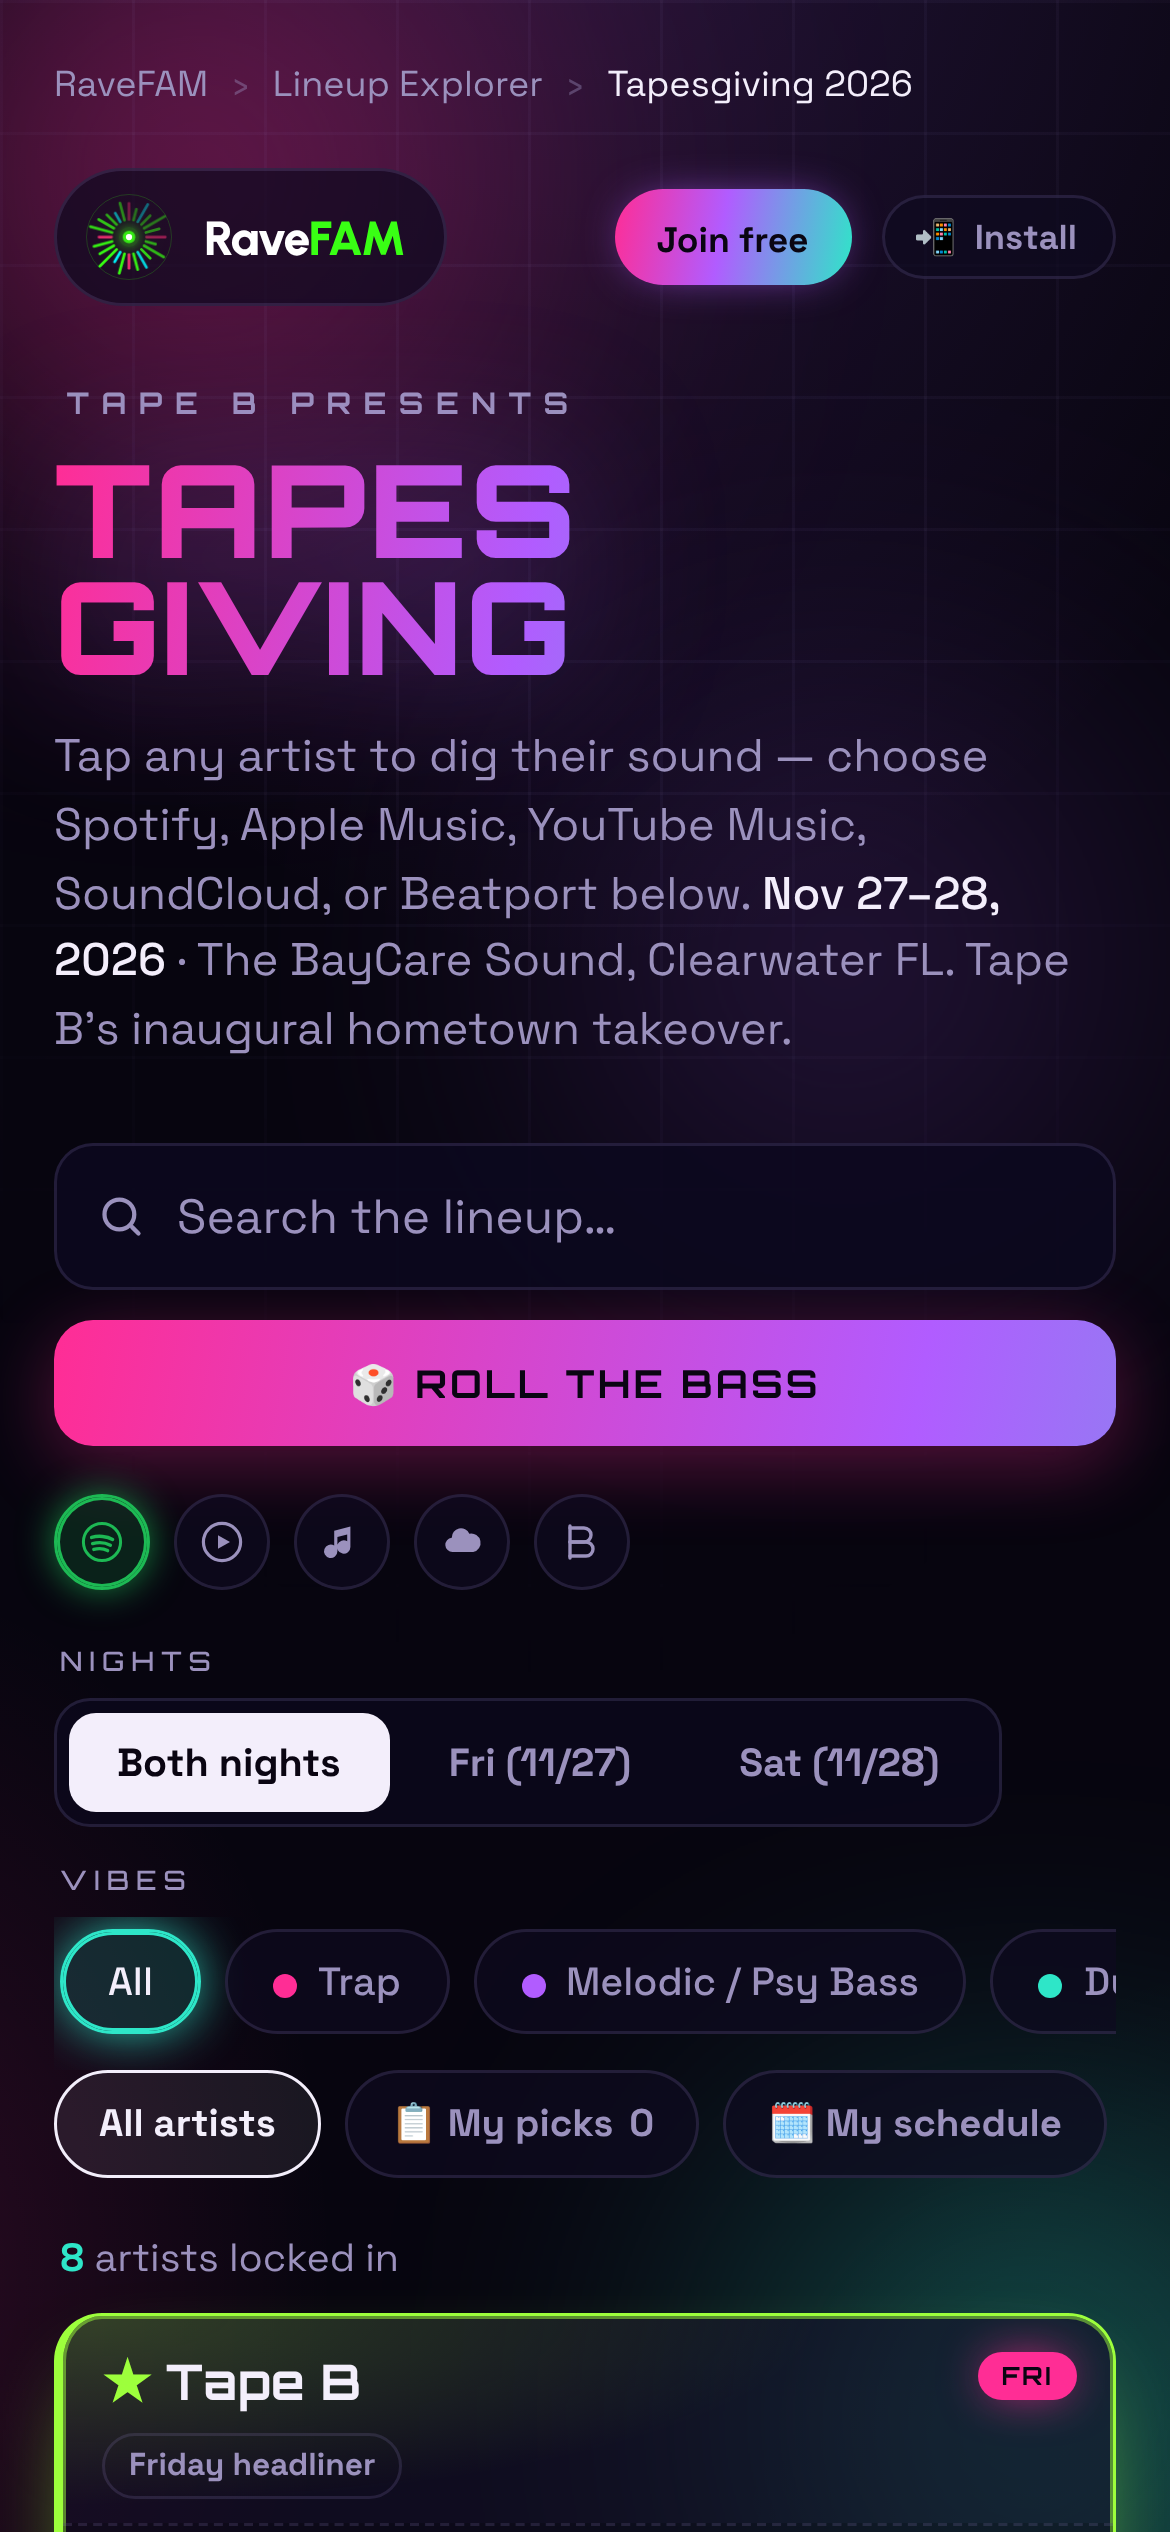 RaveFAM > Lineup Explorer > Tapesgiving 2026
RaveFAM
Join free
📲 Install
TAPE B PRESENTS
TAPES
GIVING
Tap any artist to dig their sound — choose
Spotify, Apple Music, YouTube Music,
SoundCloud, or Beatport below. Nov 27–28,
2026 · The BayCare Sound, Clearwater FL. Tape
B's inaugural hometown takeover.
Search the lineup...
🎲 ROLL THE BASS
B
NIGHTS
Both nights Fri (11/27) Sat (11/28)
VIBES
All Trap Melodic / Psy Bass
All artists 📋 My picks 0 🗓️ My schedule
8 artists locked in
★ Tape B FRI
Friday headliner